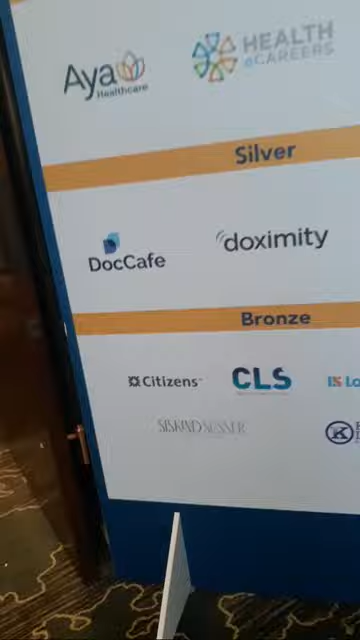 Aya
Healthcare
HEALTH
eCAREERS
Silver
DocCafe
doximity
Bronze
Citizens
CLS
SISKIND SUSSER
K